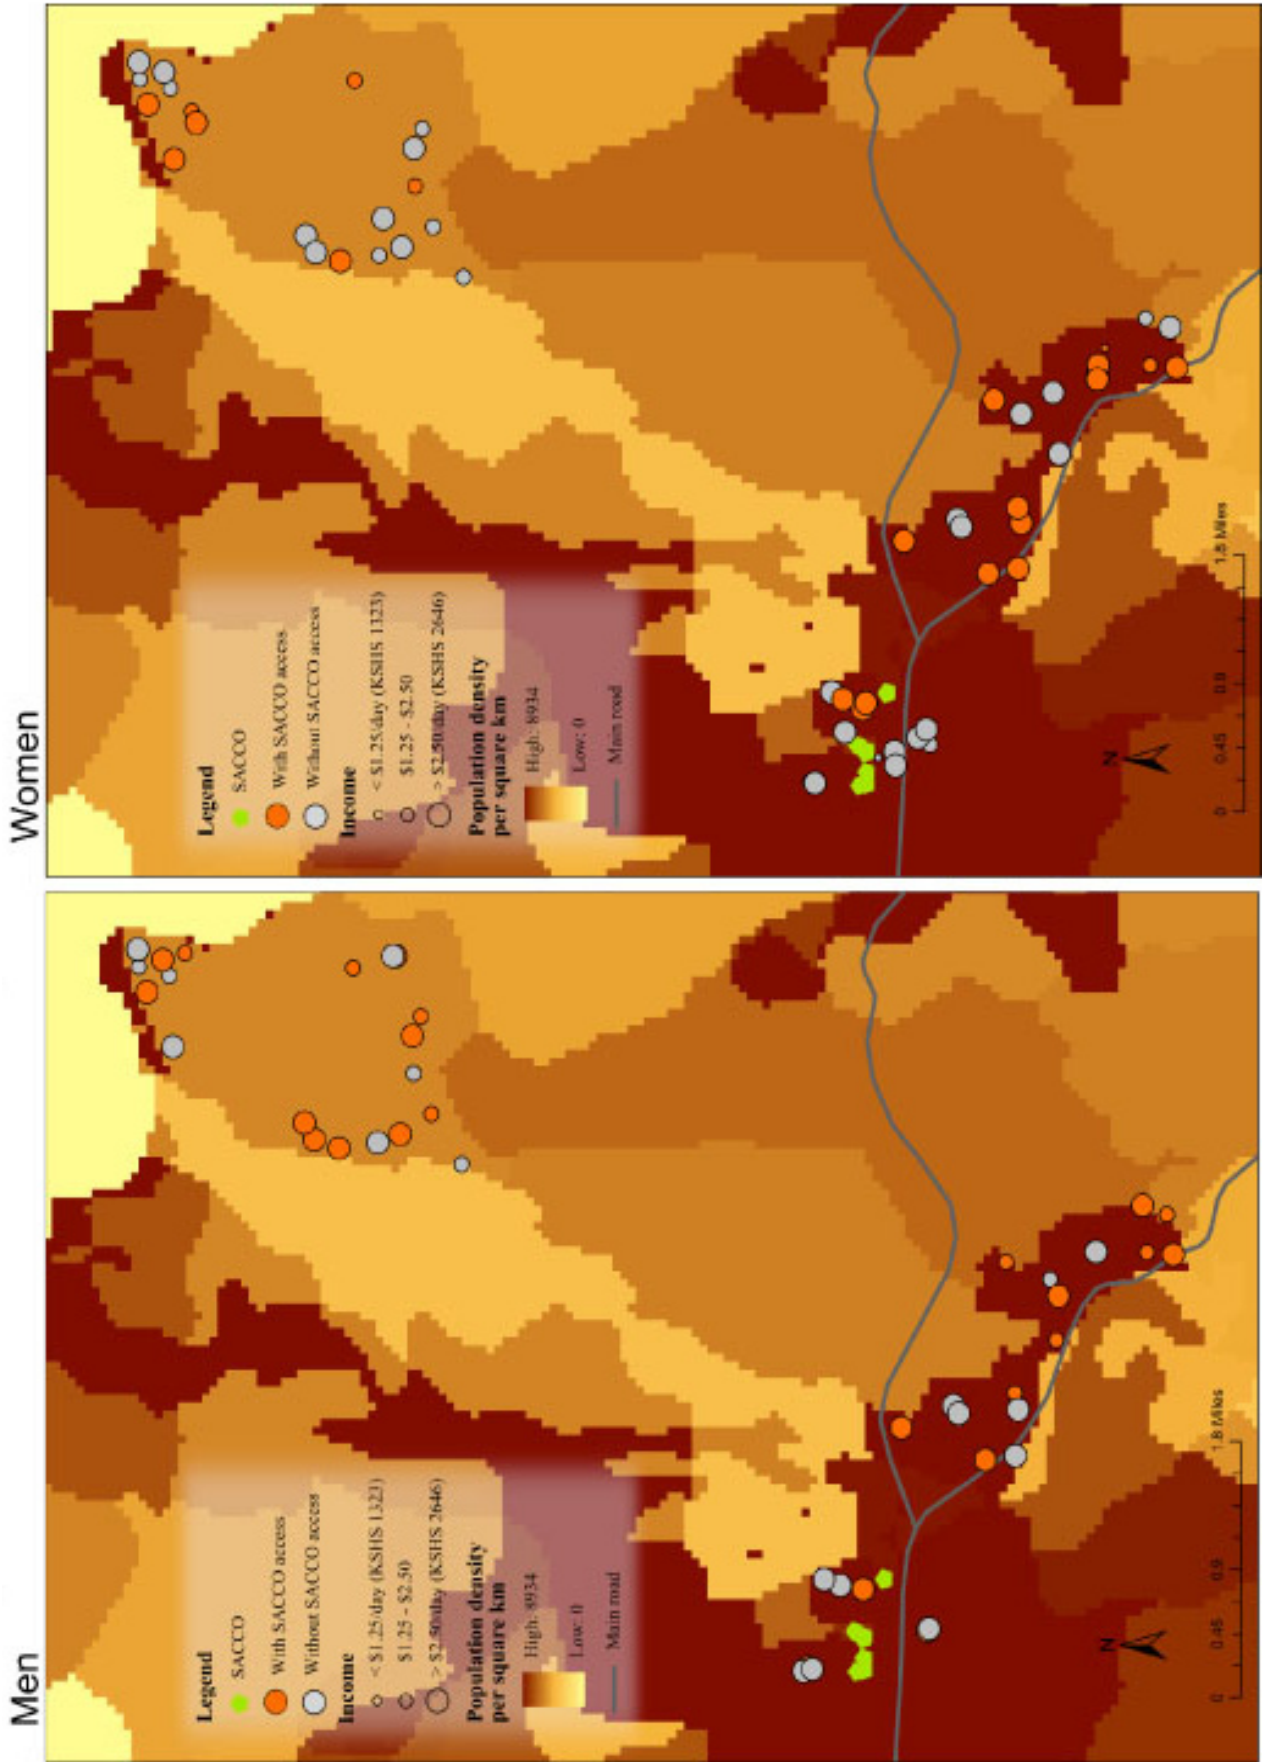 Men
Legend
SACCO
With SACCO access
Without SACCO access
Income
< $1.25/day (KSHS 1323)
$1.25 - $2.50
> $2.50/day (KSHS 2646)
Population density
per square km
High: 8934
Low: 0
Main road
N
0 0.45 0.9 1.8 Miles
Women
Legend
SACCO
With SACCO access
Without SACCO access
Income
< $1.25/day (KSHS 1323)
$1.25 - $2.50
> $2.50/day (KSHS 2646)
Population density
per square km
High: 8934
Low: 0
Main road
N
0 0.45 0.9 1.8 Miles